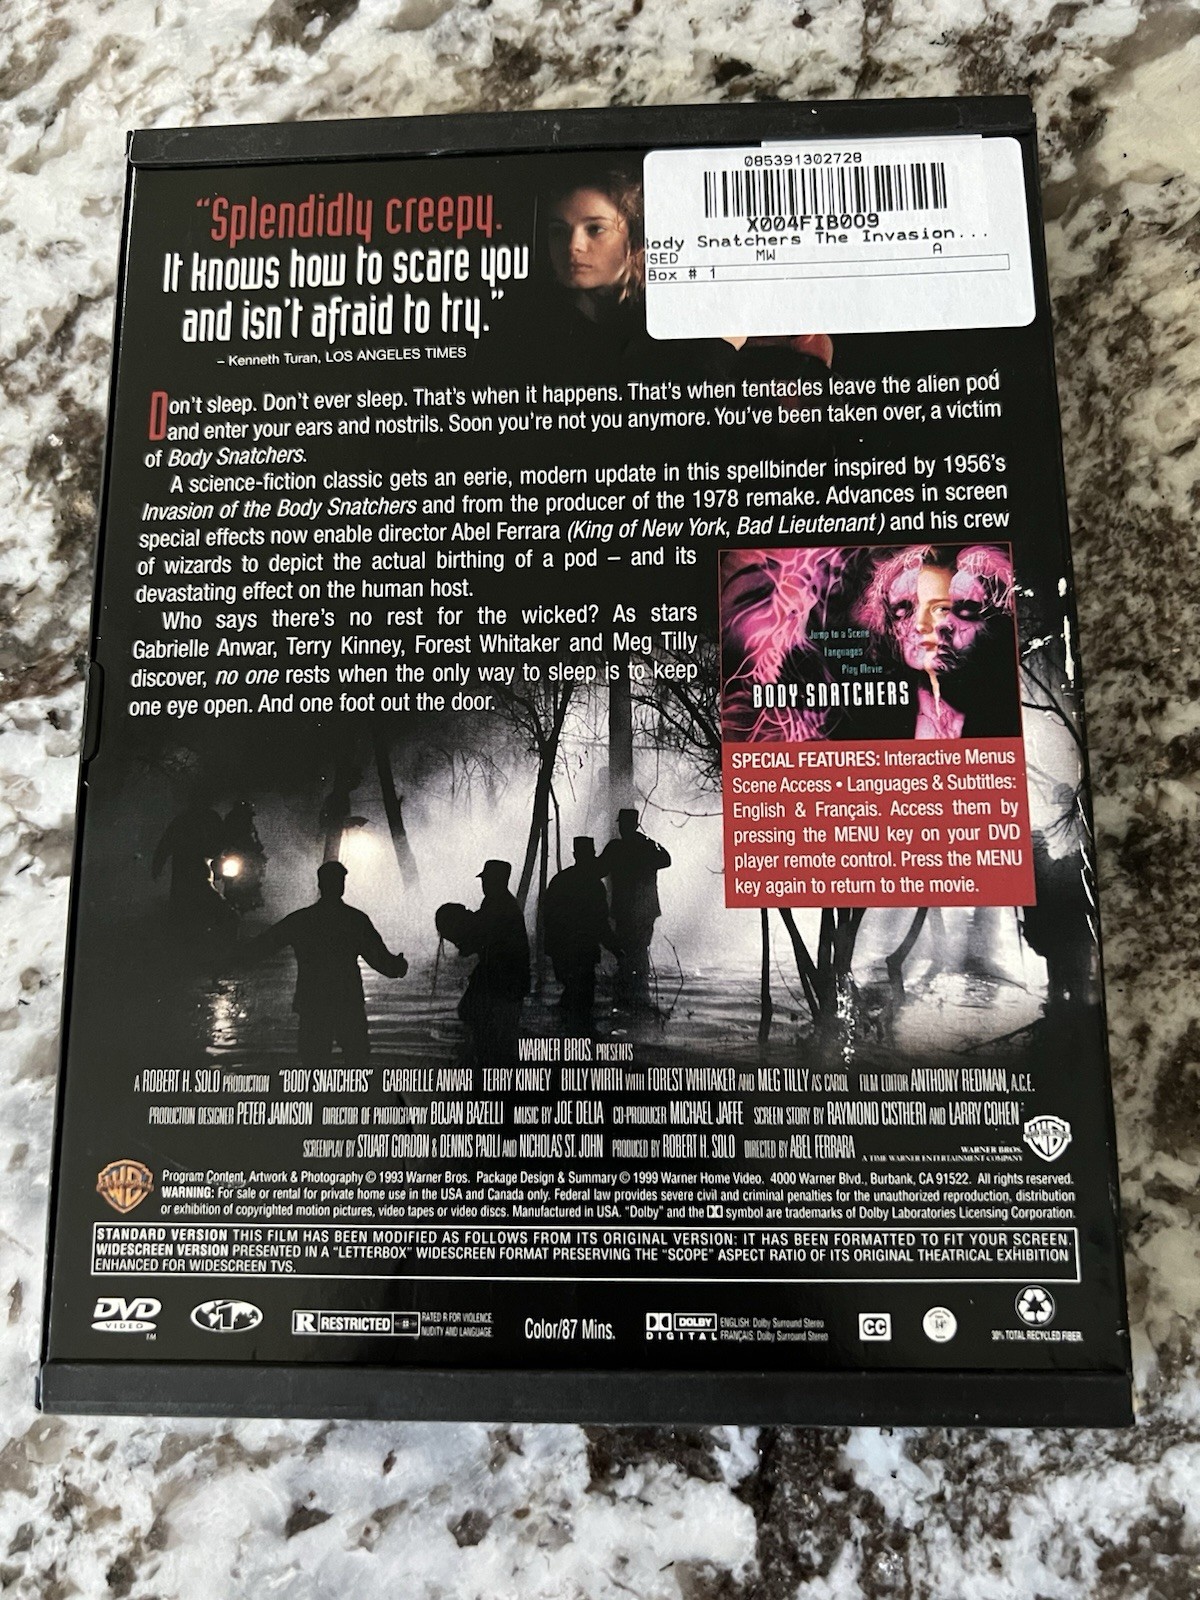 085391302728
X004FIB0O9
Body Snatchers The Invasion...
USED MW A
Box # 1
"Splendidly creepy.
It knows how to scare you
and isn't afraid to try."
– Kenneth Turan, LOS ANGELES TIMES
Don't sleep. Don't ever sleep. That's when it happens. That's when tentacles leave the alien pod
and enter your ears and nostrils. Soon you're not you anymore. You've been taken over, a victim
of Body Snatchers.
A science-fiction classic gets an eerie, modern update in this spellbinder inspired by 1956's
Invasion of the Body Snatchers and from the producer of the 1978 remake. Advances in screen
special effects now enable director Abel Ferrara (King of New York, Bad Lieutenant) and his crew
of wizards to depict the actual birthing of a pod – and its
devastating effect on the human host.
Who says there's no rest for the wicked? As stars
Gabrielle Anwar, Terry Kinney, Forest Whitaker and Meg Tilly
discover, no one rests when the only way to sleep is to keep
one eye open. And one foot out the door.
Jump to a Scene
Languages
Play Movie
BODY SNATCHERS
SPECIAL FEATURES: Interactive Menus
Scene Access • Languages & Subtitles:
English & Français. Access them by
pressing the MENU key on your DVD
player remote control. Press the MENU
key again to return to the movie.
WARNER BROS. PRESENTS
A ROBERT H. SOLO PRODUCTION "BODY SNATCHERS" GABRIELLE ANWAR TERRY KINNEY BILLY WIRTH WITH FOREST WHITAKER AND MEG TILLY AS CAROL FILM EDITOR ANTHONY REDMAN, A.C.E.
PRODUCTION DESIGNER PETER JAMISON DIRECTOR OF PHOTOGRAPHY BOJAN BAZELLI MUSIC BY JOE DELIA CO-PRODUCER MICHAEL JAFFE SCREEN STORY BY RAYMOND CISTHERI AND LARRY COHEN
SCREENPLAY BY STUART GORDON & DENNIS PAOLI AND NICHOLAS ST. JOHN PRODUCED BY ROBERT H. SOLO DIRECTED BY ABEL FERRARA
WARNER BROS.
A TIME WARNER ENTERTAINMENT COMPANY
Program Content, Artwork & Photography © 1993 Warner Bros. Package Design & Summary © 1999 Warner Home Video. 4000 Warner Blvd., Burbank, CA 91522. All rights reserved.
WARNING: For sale or rental for private home use in the USA and Canada only. Federal law provides severe civil and criminal penalties for the unauthorized reproduction, distribution
or exhibition of copyrighted motion pictures, video tapes or video discs. Manufactured in USA. "Dolby" and the DD symbol are trademarks of Dolby Laboratories Licensing Corporation.
STANDARD VERSION THIS FILM HAS BEEN MODIFIED AS FOLLOWS FROM ITS ORIGINAL VERSION: IT HAS BEEN FORMATTED TO FIT YOUR SCREEN.
WIDESCREEN VERSION PRESENTED IN A "LETTERBOX" WIDESCREEN FORMAT PRESERVING THE "SCOPE" ASPECT RATIO OF ITS ORIGINAL THEATRICAL EXHIBITION
ENHANCED FOR WIDESCREEN TVS.
DVD
VIDEO
TM
1
R RESTRICTED
RATED R FOR VIOLENCE,
NUDITY AND LANGUAGE.
Color/87 Mins.
DOLBY
DIGITAL
ENGLISH: Dolby Surround Stereo
FRANÇAIS: Dolby Surround Stereo
CC
30% TOTAL RECYCLED FIBER.